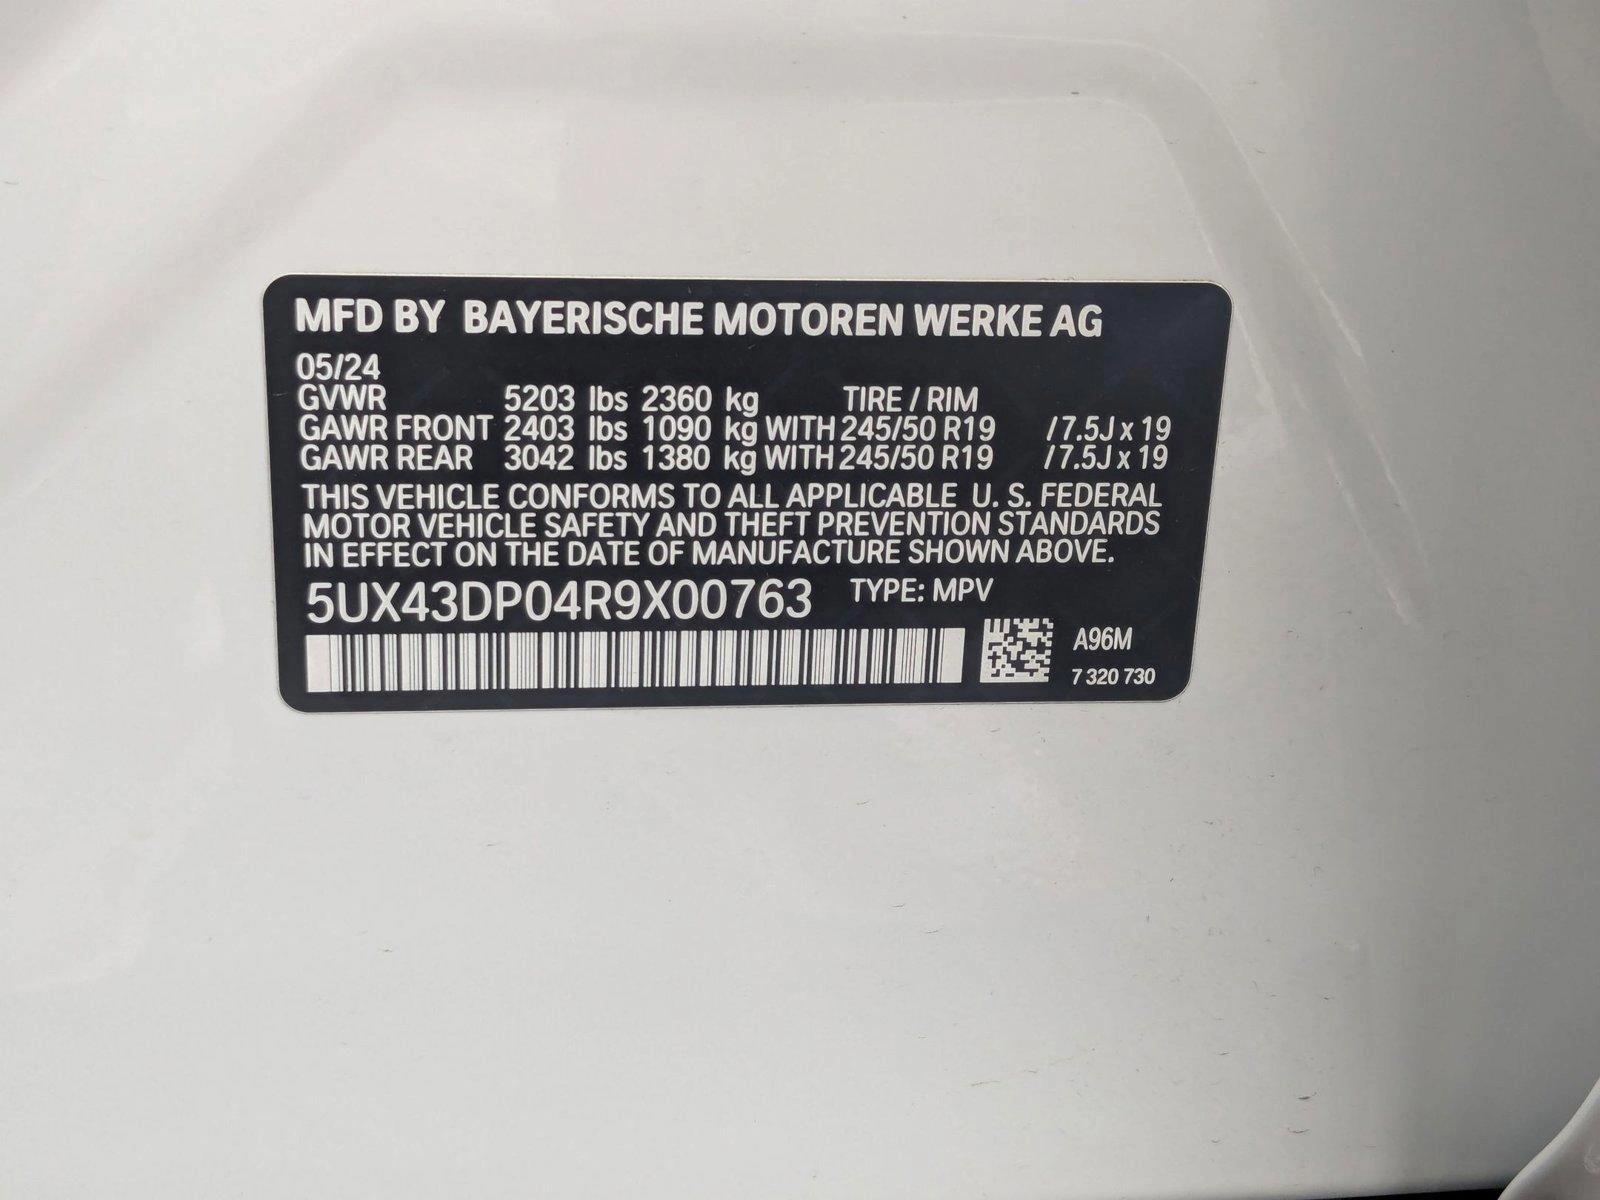 MFD BY BAYERISCHE MOTOREN WERKE AG
05/24
GVWR 5203 lbs 2360 kg TIRE / RIM
GAWR FRONT 2403 lbs 1090 kg WITH 245/50 R19 / 7.5J x 19
GAWR REAR 3042 lbs 1380 kg WITH 245/50 R19 / 7.5J x 19
THIS VEHICLE CONFORMS TO ALL APPLICABLE U. S. FEDERAL
MOTOR VEHICLE SAFETY AND THEFT PREVENTION STANDARDS
IN EFFECT ON THE DATE OF MANUFACTURE SHOWN ABOVE.
5UX43DP04R9X00763 TYPE: MPV
A96M
7 320 730